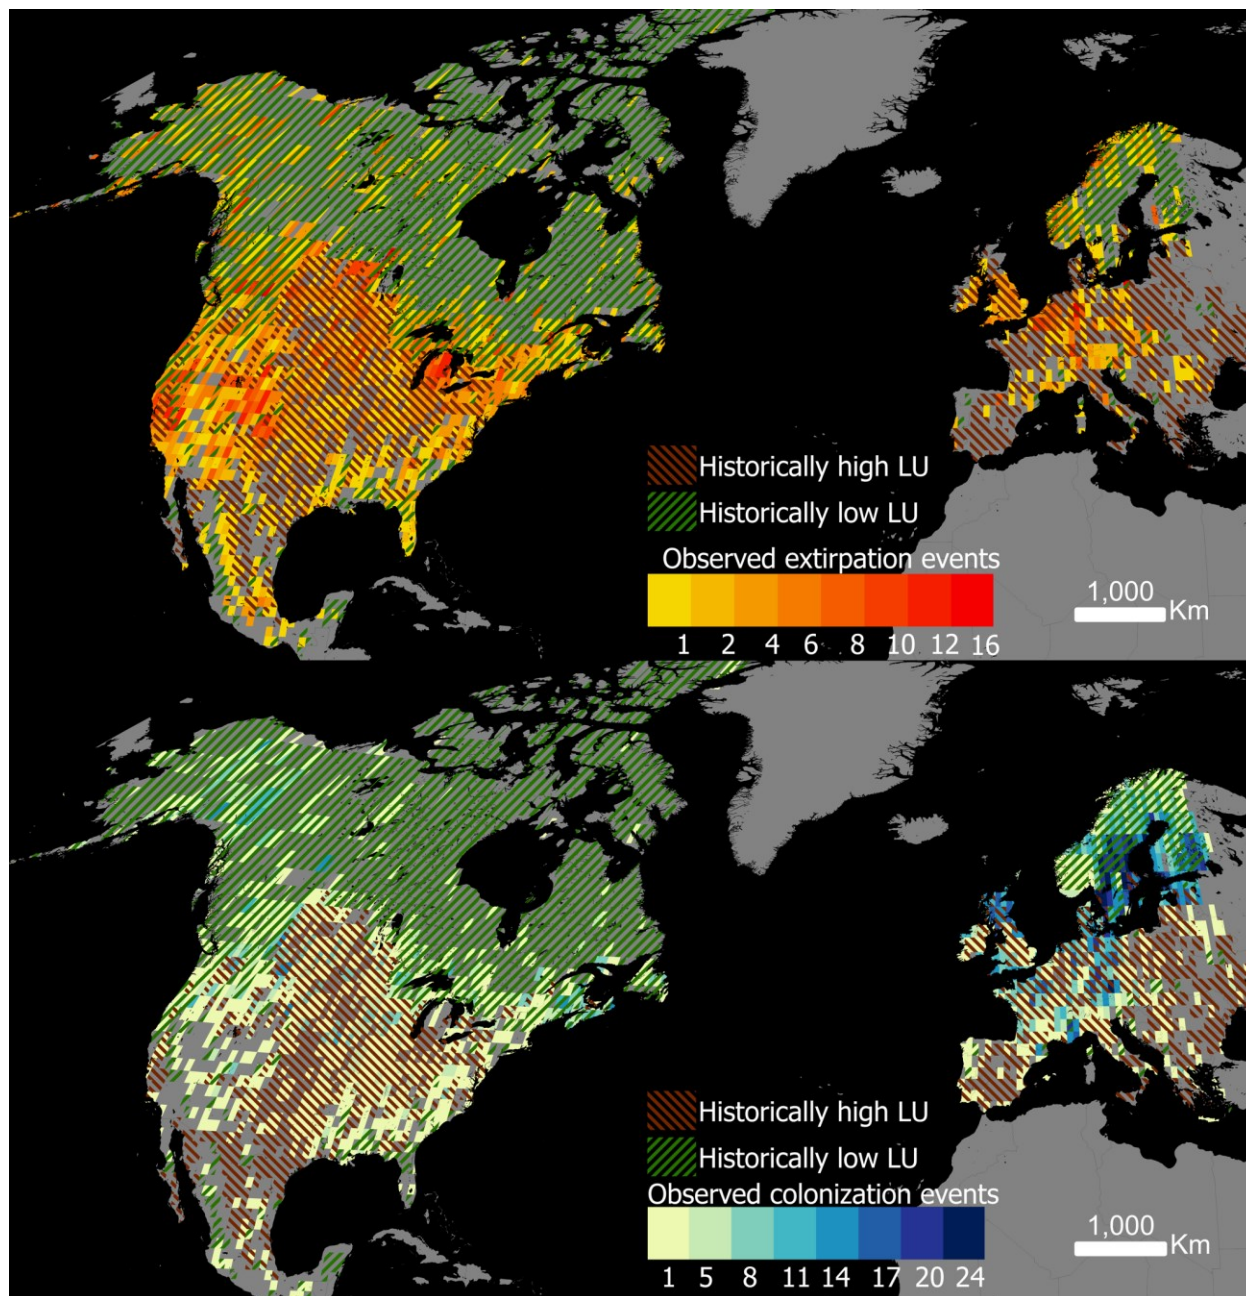 Historically high LU
Historically low LU
Observed extirpation events
1 2 4 6 8 10 12 16
1,000
Km
Historically high LU
Historically low LU
Observed colonization events
1 5 8 11 14 17 20 24
1,000
Km